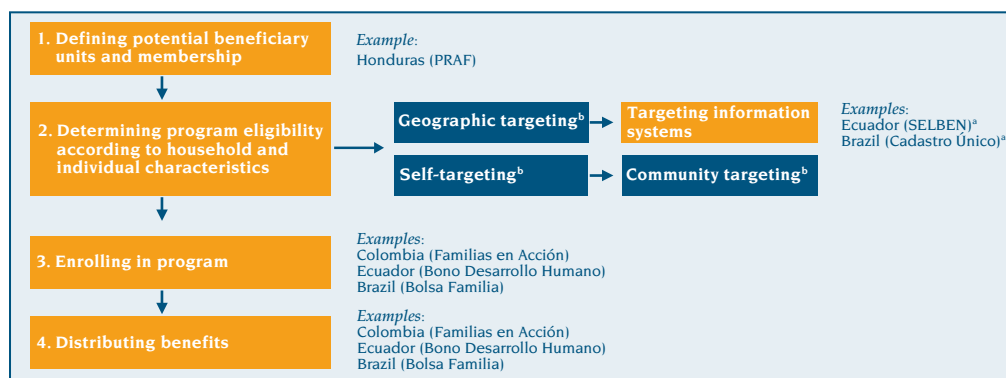 1. Defining potential beneficiary
units and membership
Example:
Honduras (PRAF)
2. Determining program eligibility
according to household and
individual characteristics
Geographic targetingᵇ
Targeting information
systems
Examples:
Ecuador (SELBEN)ᵃ
Brazil (Cadastro Único)ᵃ
Self-targetingᵇ
Community targetingᵇ
3. Enrolling in program
Examples:
Colombia (Familias en Acción)
Ecuador (Bono Desarrollo Humano)
Brazil (Bolsa Familia)
4. Distributing benefits
Examples:
Colombia (Familias en Acción)
Ecuador (Bono Desarrollo Humano)
Brazil (Bolsa Familia)